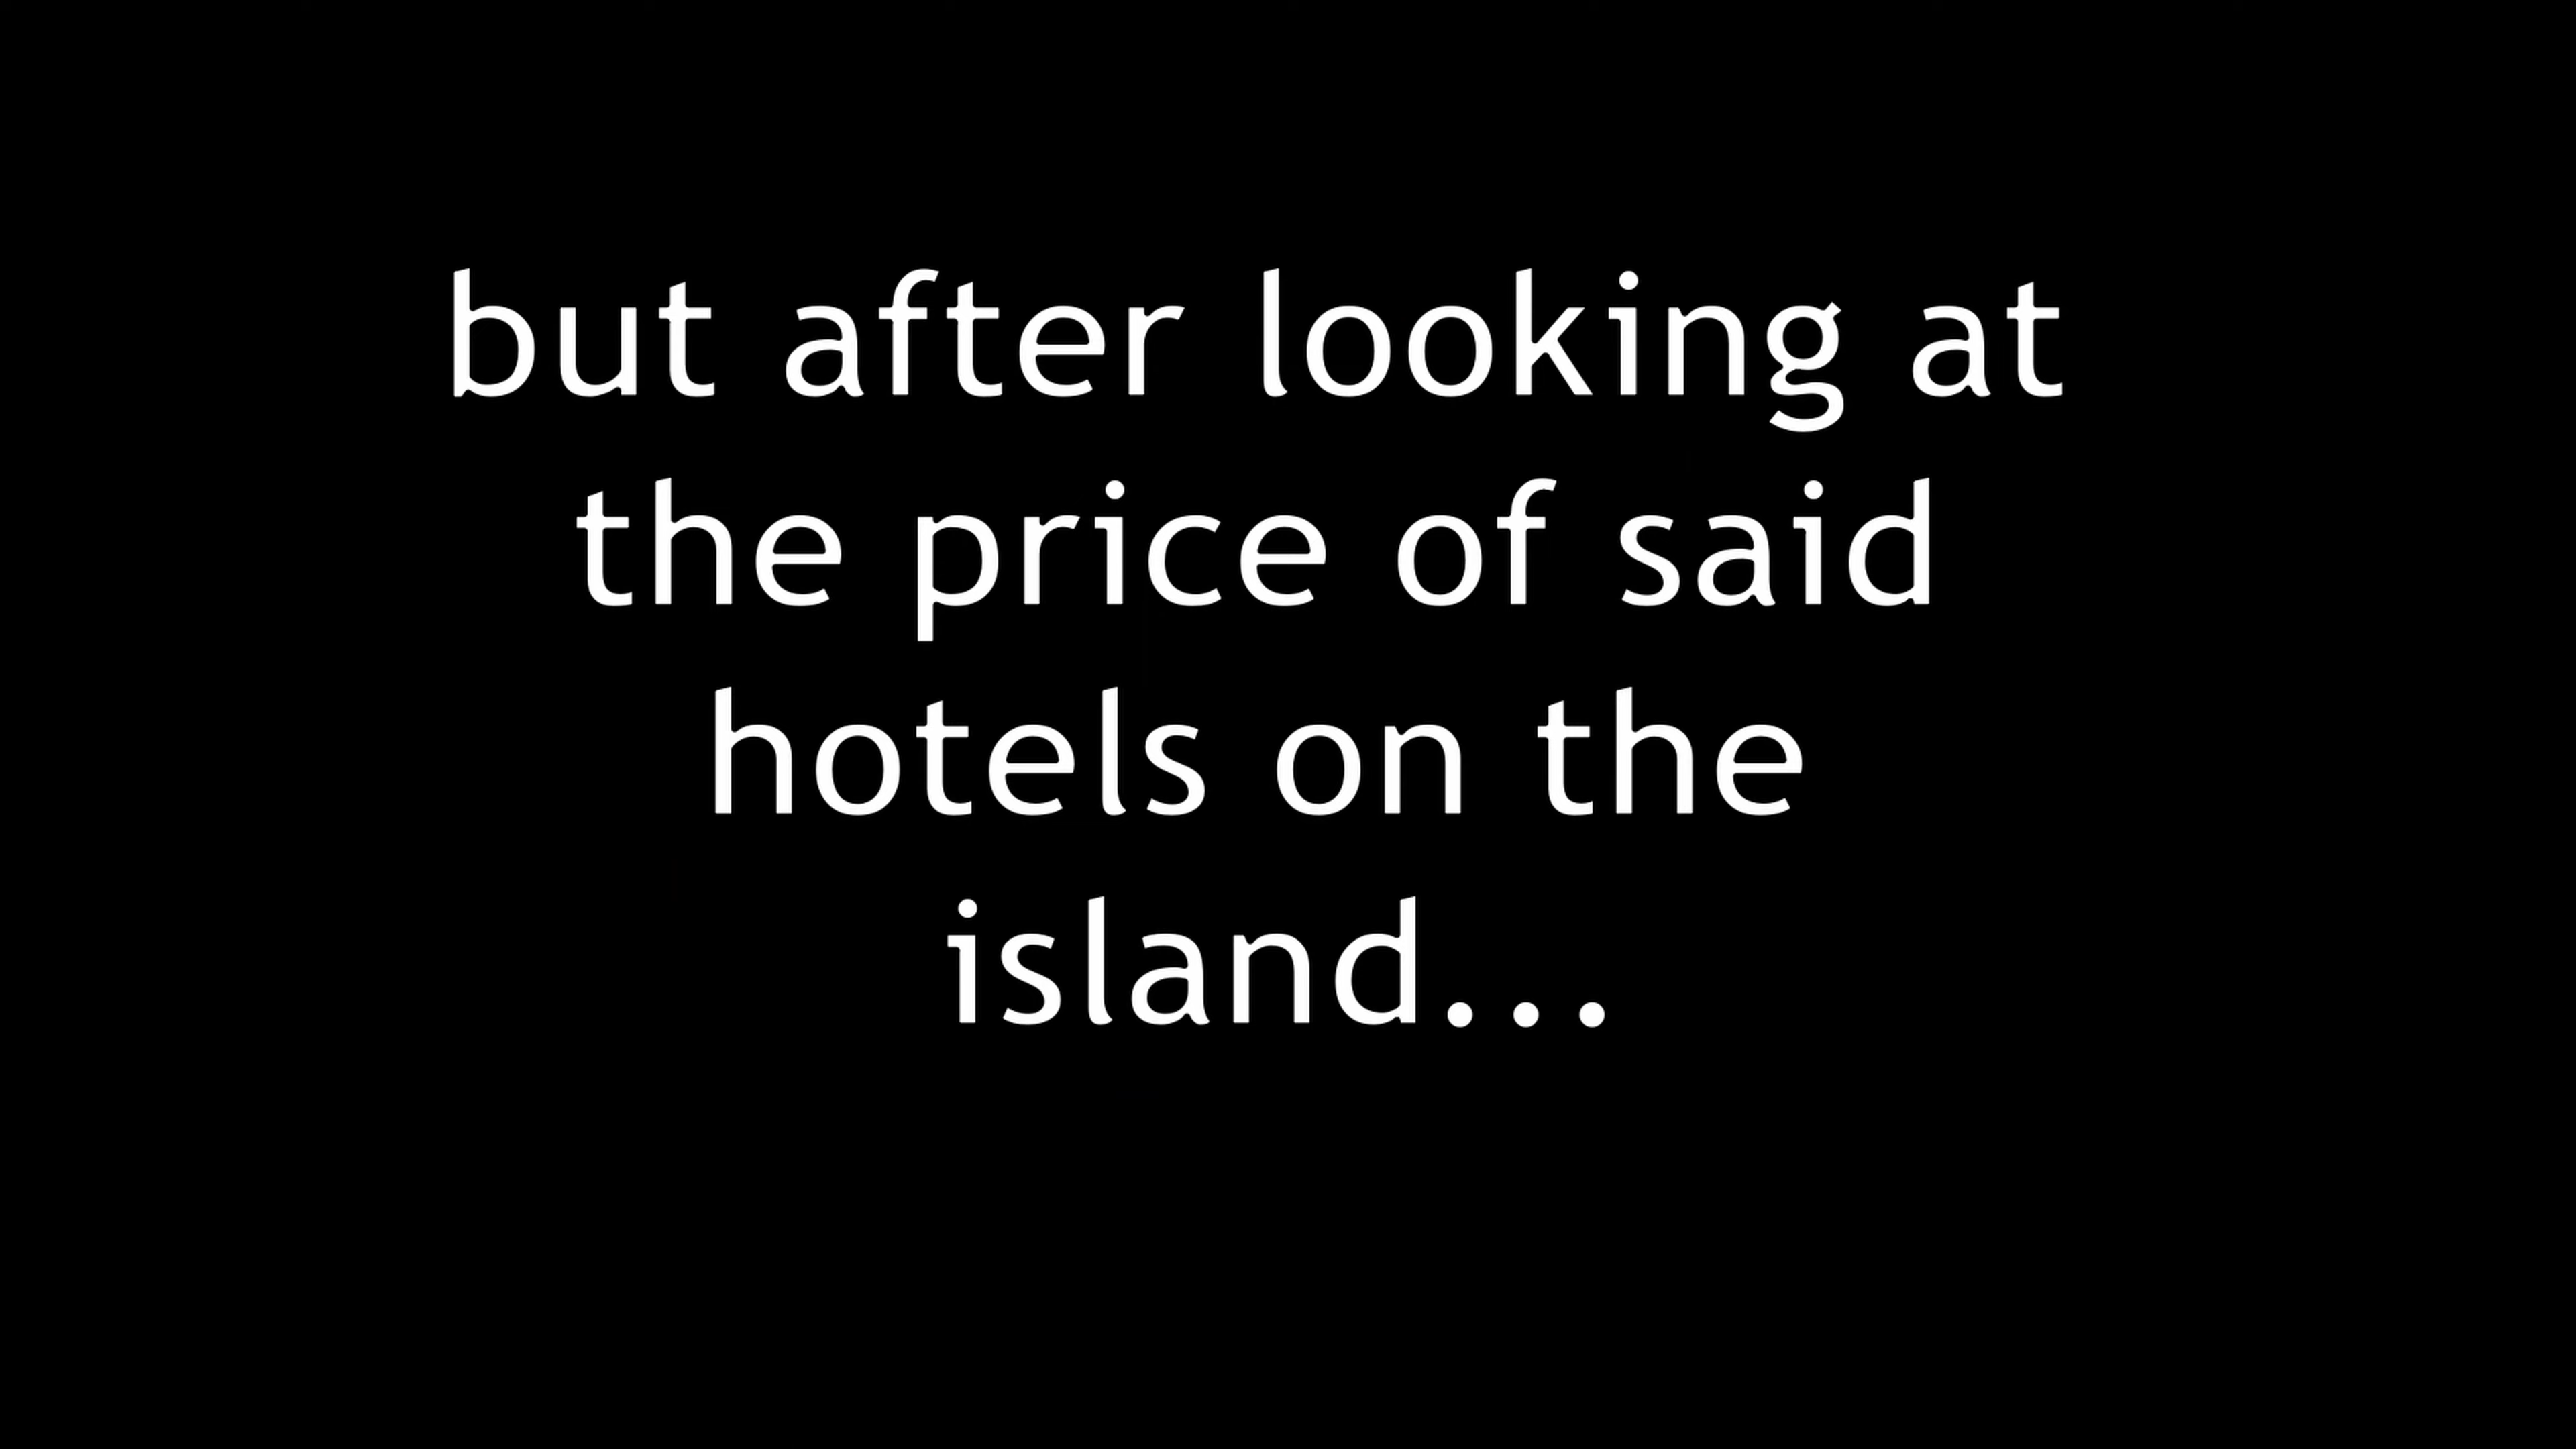 but after looking at
the price of said
hotels on the
island...